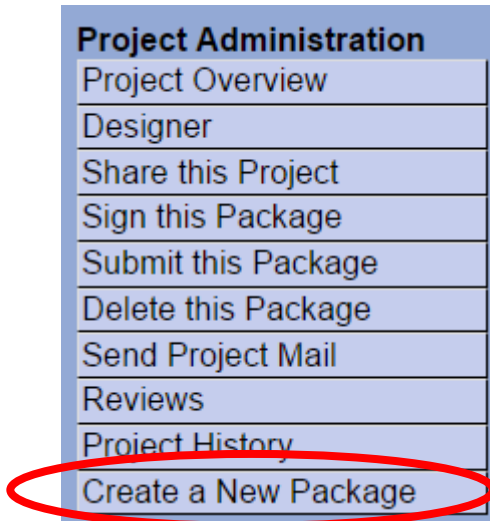 Project Administration
Project Overview
Designer
Share this Project
Sign this Package
Submit this Package
Delete this Package
Send Project Mail
Reviews
Project History
Create a New Package